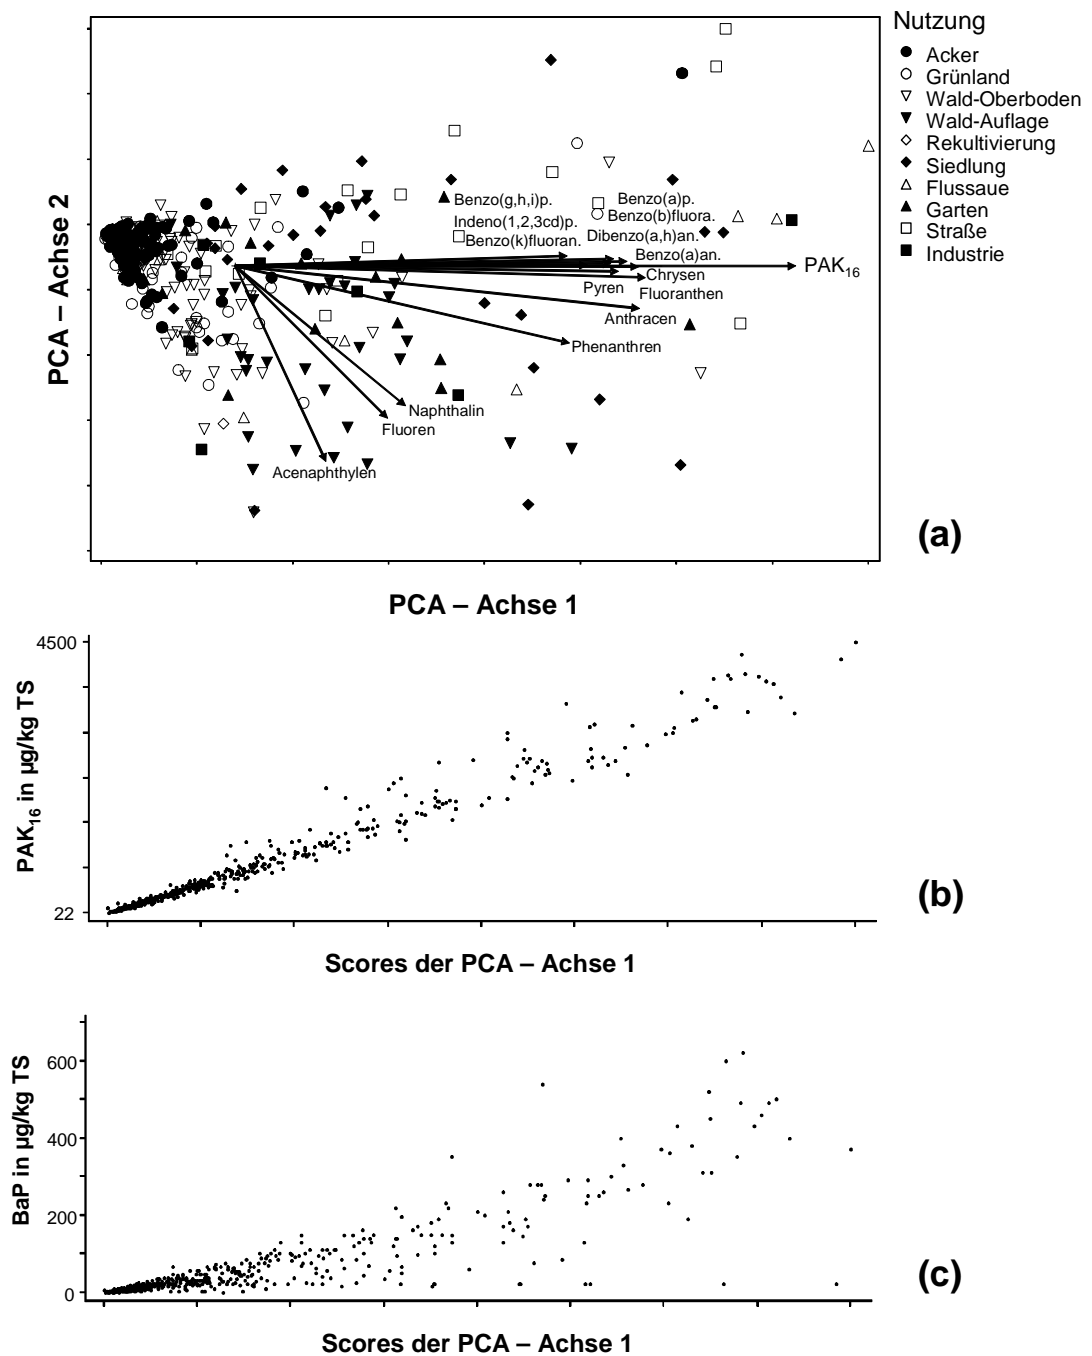 Nutzung
Acker
Grünland
Wald-Oberboden
Wald-Auflage
Rekultivierung
Siedlung
Flussaue
Garten
Straße
Industrie
PCA – Achse 2
Benzo(g,h,i)p.
Benzo(a)p.
Indeno(1,2,3cd)p.
Benzo(b)fluora.
Benzo(k)fluoran.
Dibenzo(a,h)an.
Benzo(a)an.
PAK16
Chrysen
Pyren
Fluoranthen
Anthracen
Phenanthren
Naphthalin
Fluoren
Acenaphthylen
(a)
PCA – Achse 1
4500
PAK16 in µg/kg TS
22
(b)
Scores der PCA – Achse 1
BaP in µg/kg TS
600
400
200
0
(c)
Scores der PCA – Achse 1